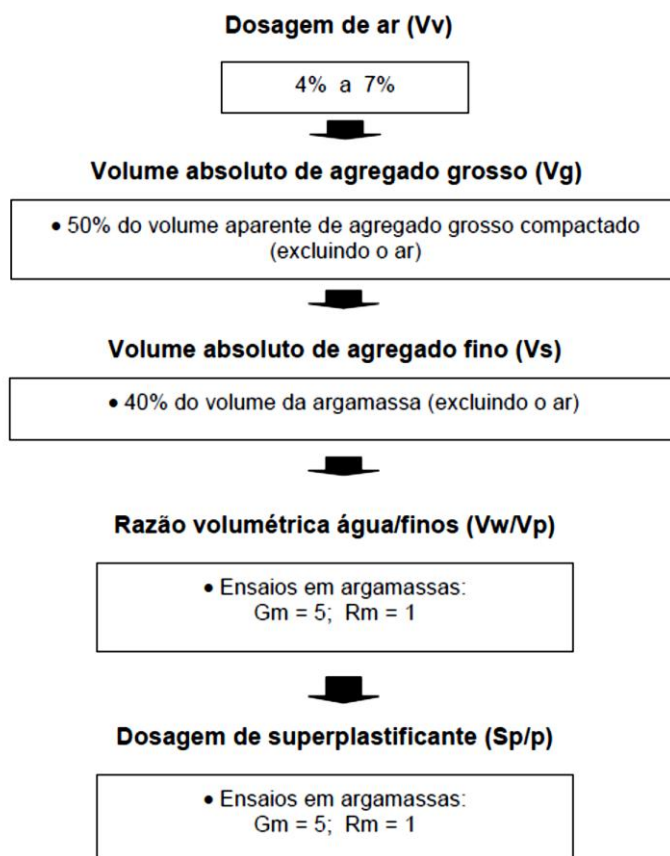 Dosagem de ar (Vv)
4% a 7%
Volume absoluto de agregado grosso (Vg)
• 50% do volume aparente de agregado grosso compactado
(excluindo o ar)
Volume absoluto de agregado fino (Vs)
• 40% do volume da argamassa (excluindo o ar)
Razão volumétrica água/finos (Vw/Vp)
• Ensaios em argamassas:
Gm = 5; Rm = 1
Dosagem de superplastificante (Sp/p)
• Ensaios em argamassas:
Gm = 5; Rm = 1